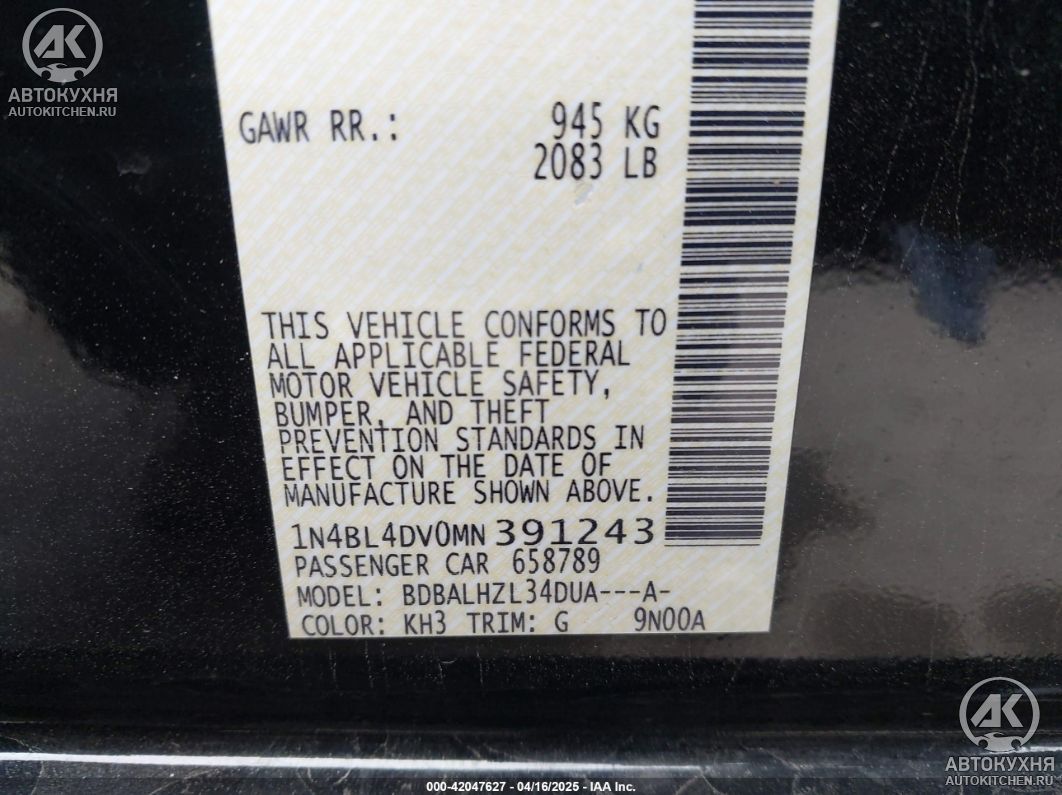 AK
АВТОКУХНЯ
AUTOKITCHEN.RU
GAWR RR.: 945 KG
2083 LB
THIS VEHICLE CONFORMS TO
ALL APPLICABLE FEDERAL
MOTOR VEHICLE SAFETY,
BUMPER, AND THEFT
PREVENTION STANDARDS IN
EFFECT ON THE DATE OF
MANUFACTURE SHOWN ABOVE.
1N4BL4DV0MN391243
PASSENGER CAR 658789
MODEL: BDBALHZL34DUA---A-
COLOR: KH3 TRIM: G 9N00A
AK
АВТОКУХНЯ
AUTOKITCHEN.RU
000-42047627 - 04/16/2025 - IAA Inc.